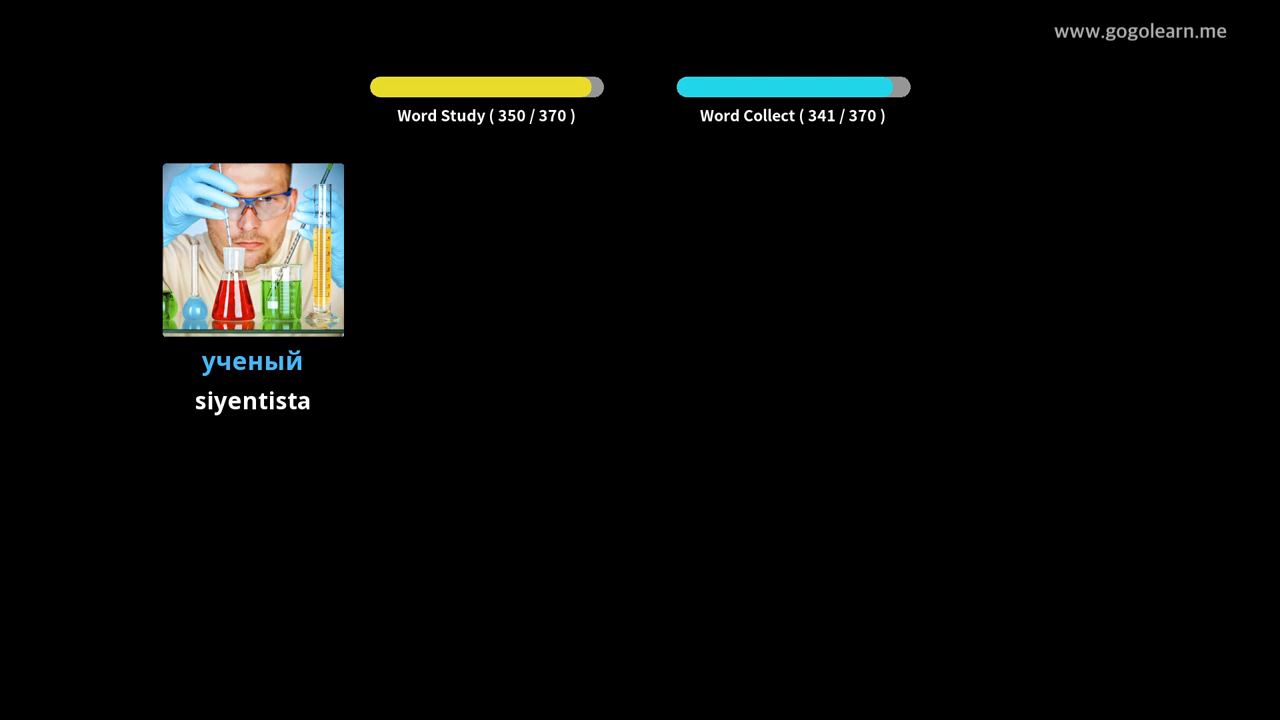 www.gogolearn.me
Word Study ( 350 / 370 )
Word Collect ( 341 / 370 )
ученый
siyentista